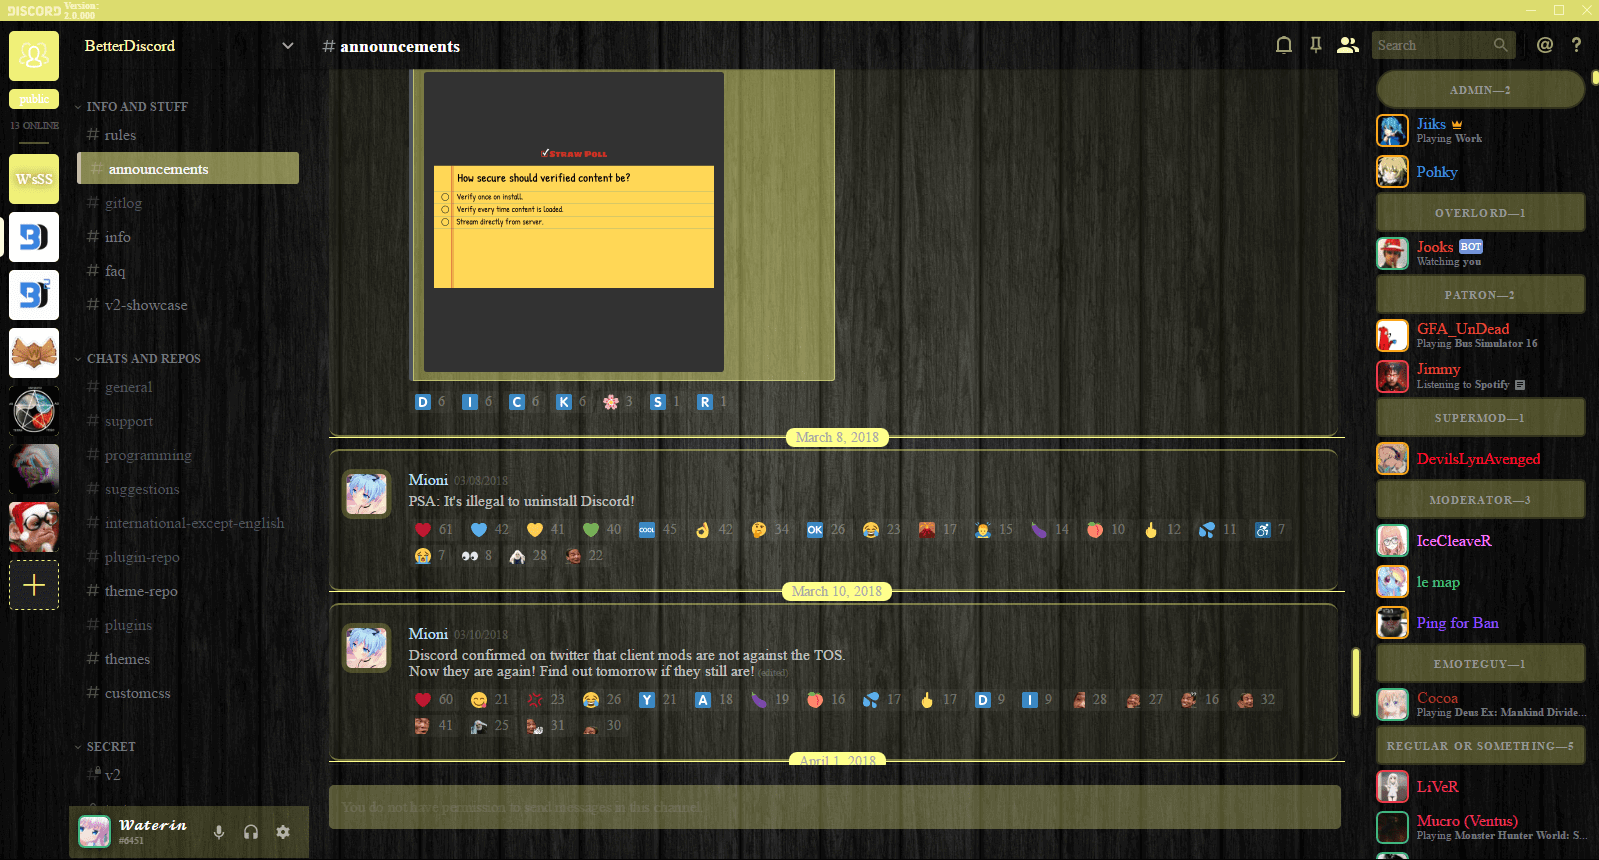 DISCORD Version: 2.0.000
public
13 ONLINE
W'sSS
BetterDiscord
INFO AND STUFF
# rules
# announcements
# gitlog
# info
# faq
# v2-showcase
CHATS AND REPOS
# general
# support
# programming
# suggestions
# international-except-english
# plugin-repo
# theme-repo
# plugins
# themes
# customcss
SECRET
# v2
Waterin
#6451
# announcements
Search
@ ?
STRAW POLL
How secure should verified content be?
Verify once on install.
Verify every time content is loaded.
Stream directly from server.
D 6 I 6 C 6 K 6 3 S 1 R 1
March 8, 2018
Mioni 03/08/2018
PSA: It's illegal to uninstall Discord!
61 42 41 40 COOL 45 42 34 OK 26 23 17 15 14 10 12 11 7
7 8 28 22
March 10, 2018
Mioni 03/10/2018
Discord confirmed on twitter that client mods are not against the TOS.
Now they are again! Find out tomorrow if they still are! (edited)
60 21 23 26 Y 21 A 18 19 16 17 17 D 9 I 9 28 27 16 32
41 25 31 30
April 1, 2018
You do not have permission to send messages in this channel.
ADMIN—2
Jiiks
Playing Work
Pohky
OVERLORD—1
Jooks BOT
Watching you
PATRON—2
GFA_UnDead
Playing Bus Simulator 16
Jimmy
Listening to Spotify
SUPERMOD—1
DevilsLynAvenged
MODERATOR—3
IceCleaveR
le map
Ping for Ban
EMOTEGUY—1
Cocoa
Playing Deus Ex: Mankind Divide...
REGULAR OR SOMETHING—5
LiVeR
Mucro (Ventus)
Playing Monster Hunter World: S...